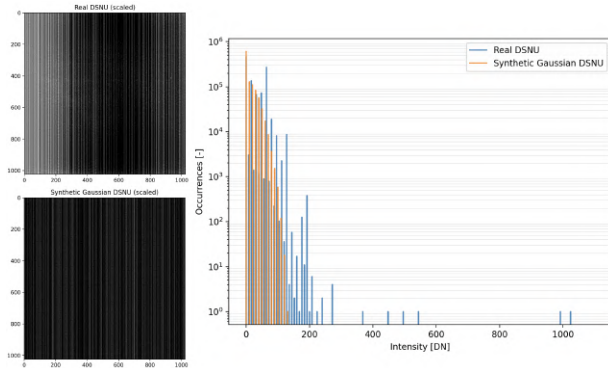 Real DSNU (scaled)
0
200
400
600
800
1000
0 200 400 600 800 1000
Synthetic Gaussian DSNU (scaled)
0
200
400
600
800
1000
0 200 400 600 800 1000
Real DSNU
Synthetic Gaussian DSNU
Occurrences [-]
10⁶
10⁵
10⁴
10³
10²
10¹
10⁰
0 200 400 600 800 1000
Intensity [DN]